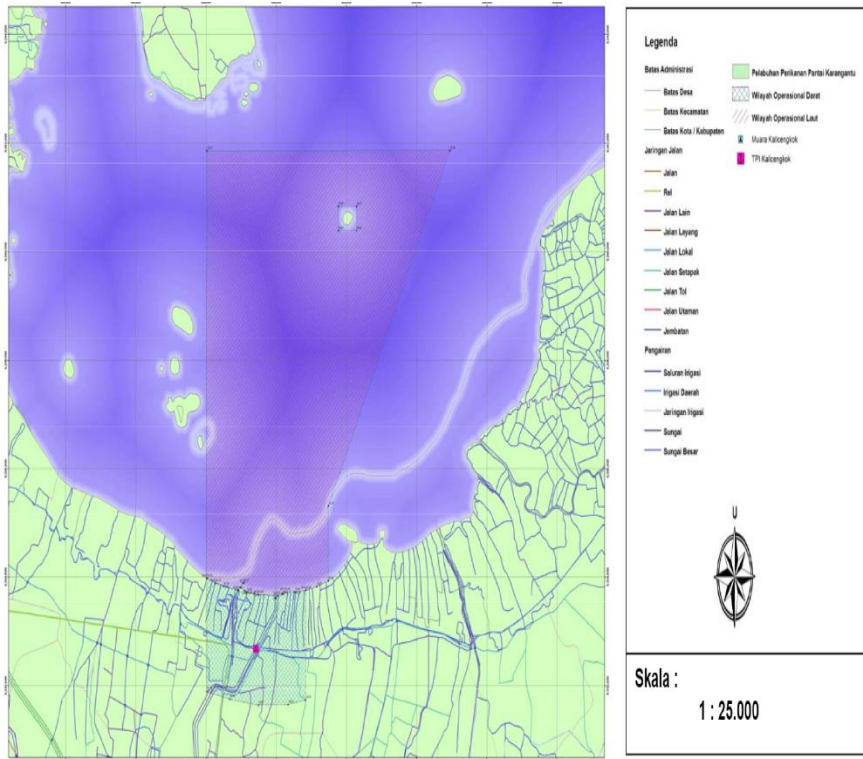 Legenda
Batas Administrasi
Batas Desa
Batas Kecamatan
Batas Kota / Kabupaten
Jaringan Jalan
Jalan
Rel
Jalan Lain
Jalan Layang
Jalan Lokal
Jalan Setapak
Jalan Tol
Jalan Utaman
Jembatan
Pengairan
Saluran Irigasi
Irigasi Daerah
Jaringan Irigasi
Sungai
Sungai Besar
Pelabuhan Perikanan Pantai Karangantu
Wilayah Operasional Darat
Wilayah Operasional Laut
Muara Kalicengkok
TPI Kalicengkok
U
Skala :
1 : 25.000